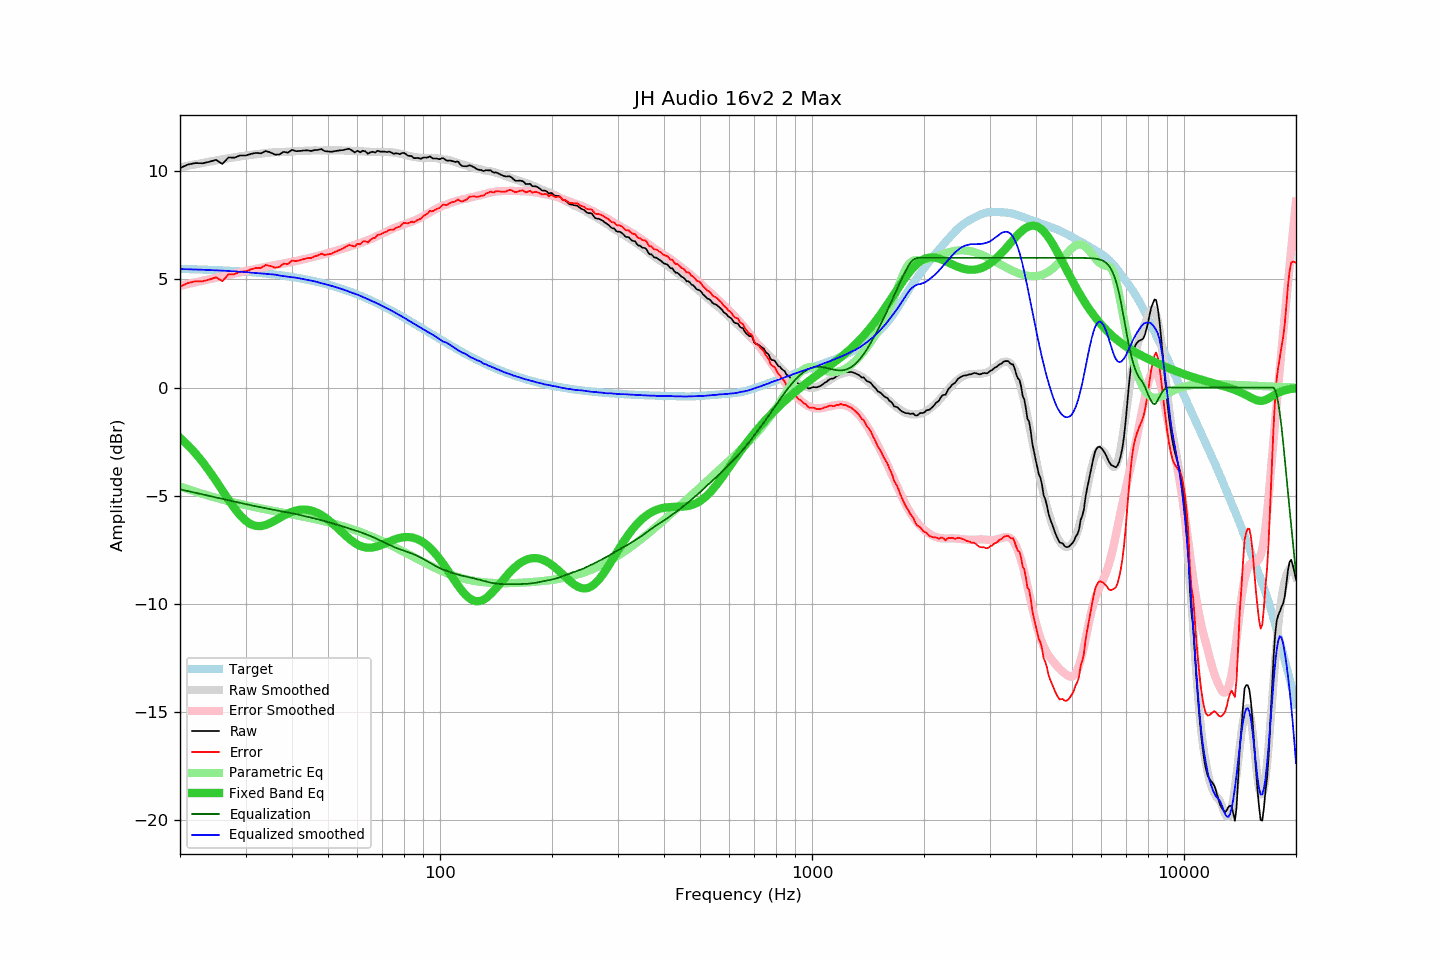 JH Audio 16v2 2 Max
Amplitude (dBr)
10
5
0
−5
−10
−15
−20
Target
Raw Smoothed
Error Smoothed
Raw
Error
Parametric Eq
Fixed Band Eq
Equalization
Equalized smoothed
100
1000
10000
Frequency (Hz)